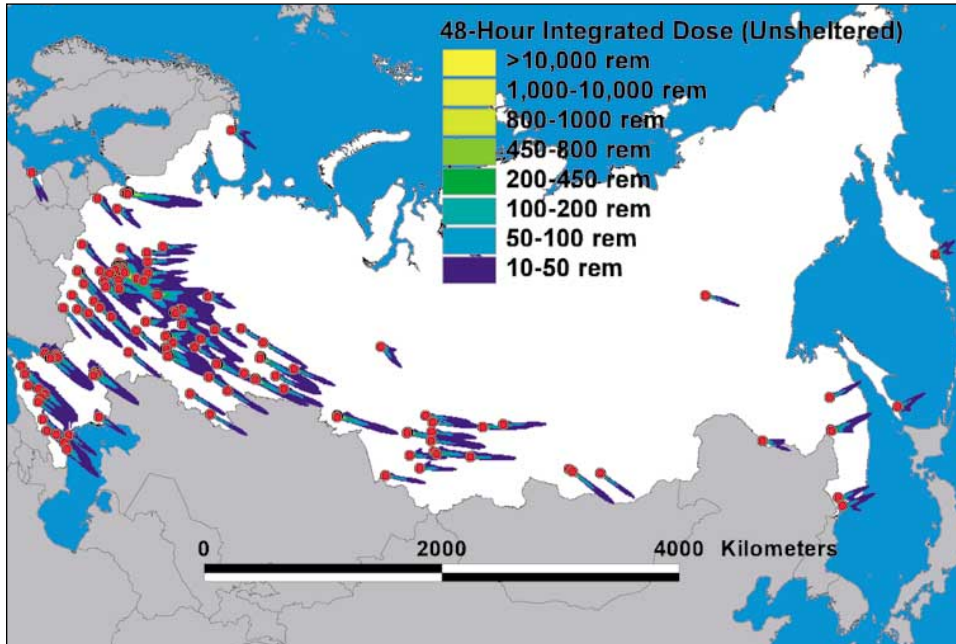 48-Hour Integrated Dose (Unsheltered)
>10,000 rem
1,000-10,000 rem
800-1000 rem
450-800 rem
200-450 rem
100-200 rem
50-100 rem
10-50 rem
0 2000 4000 Kilometers